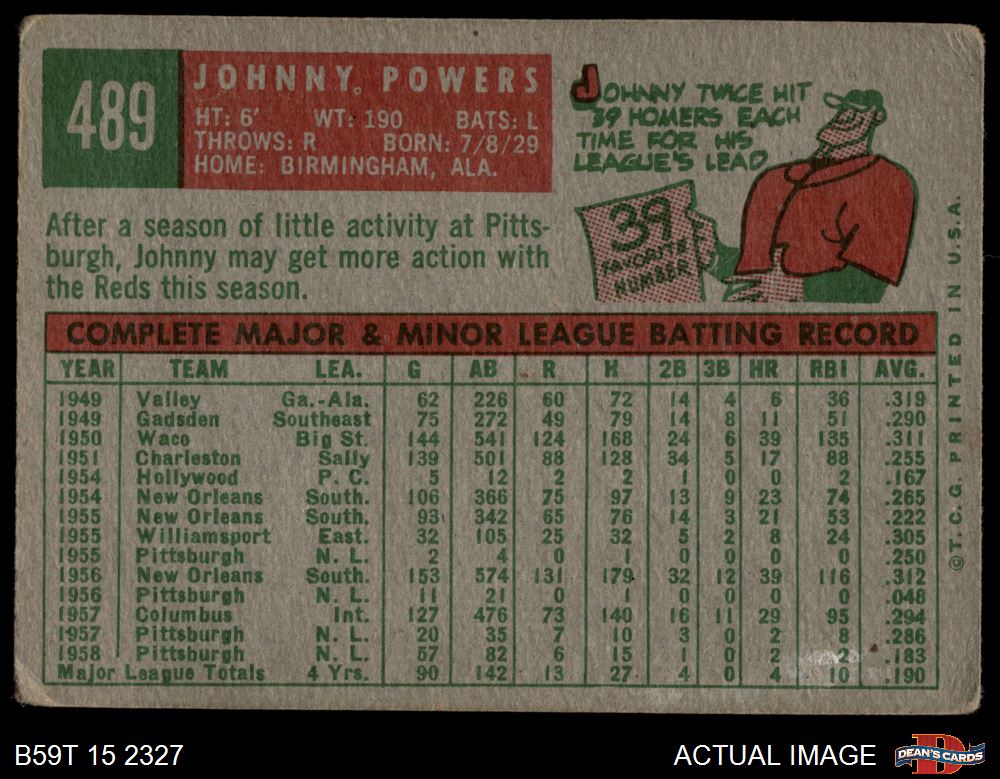 489
JOHNNY POWERS
HT: 6' WT: 190 BATS: L
THROWS: R BORN: 7/8/29
HOME: BIRMINGHAM, ALA.
JOHNNY TWICE HIT
39 HOMERS EACH
TIME FOR HIS
LEAGUE'S LEAD
39
FAVORITE
NUMBER
After a season of little activity at Pitts-
burgh, Johnny may get more action with
the Reds this season.
COMPLETE MAJOR & MINOR LEAGUE BATTING RECORD
YEAR TEAM LEA. G AB R H 2B 3B HR RBI AVG.
1949 Valley Ga.-Ala. 62 226 60 72 14 4 6 36 .319
1949 Gadsden Southeast 75 272 49 79 14 8 11 51 .290
1950 Waco Big St. 144 541 124 168 24 6 39 135 .311
1951 Charleston Sally 139 501 88 128 34 5 17 88 .255
1954 Hollywood P. C. 5 12 2 2 1 0 0 2 .167
1954 New Orleans South. 106 366 75 97 13 9 23 74 .265
1955 New Orleans South. 93 342 65 76 14 3 21 53 .222
1955 Williamsport East. 32 105 25 32 5 2 8 24 .305
1955 Pittsburgh N. L. 2 4 0 1 0 0 0 0 .250
1956 New Orleans South. 153 574 131 179 32 12 39 116 .312
1956 Pittsburgh N. L. 11 21 0 1 0 0 0 0 .048
1957 Columbus Int. 127 476 73 140 16 11 29 95 .294
1957 Pittsburgh N. L. 20 35 7 10 3 0 2 8 .286
1958 Pittsburgh N. L. 57 82 6 15 1 0 2 2 .183
Major League Totals 4 Yrs. 90 142 13 27 4 0 4 10 .190
©T.C.G. PRINTED IN U.S.A.
B59T 15 2327
ACTUAL IMAGE
DEAN'S CARDS